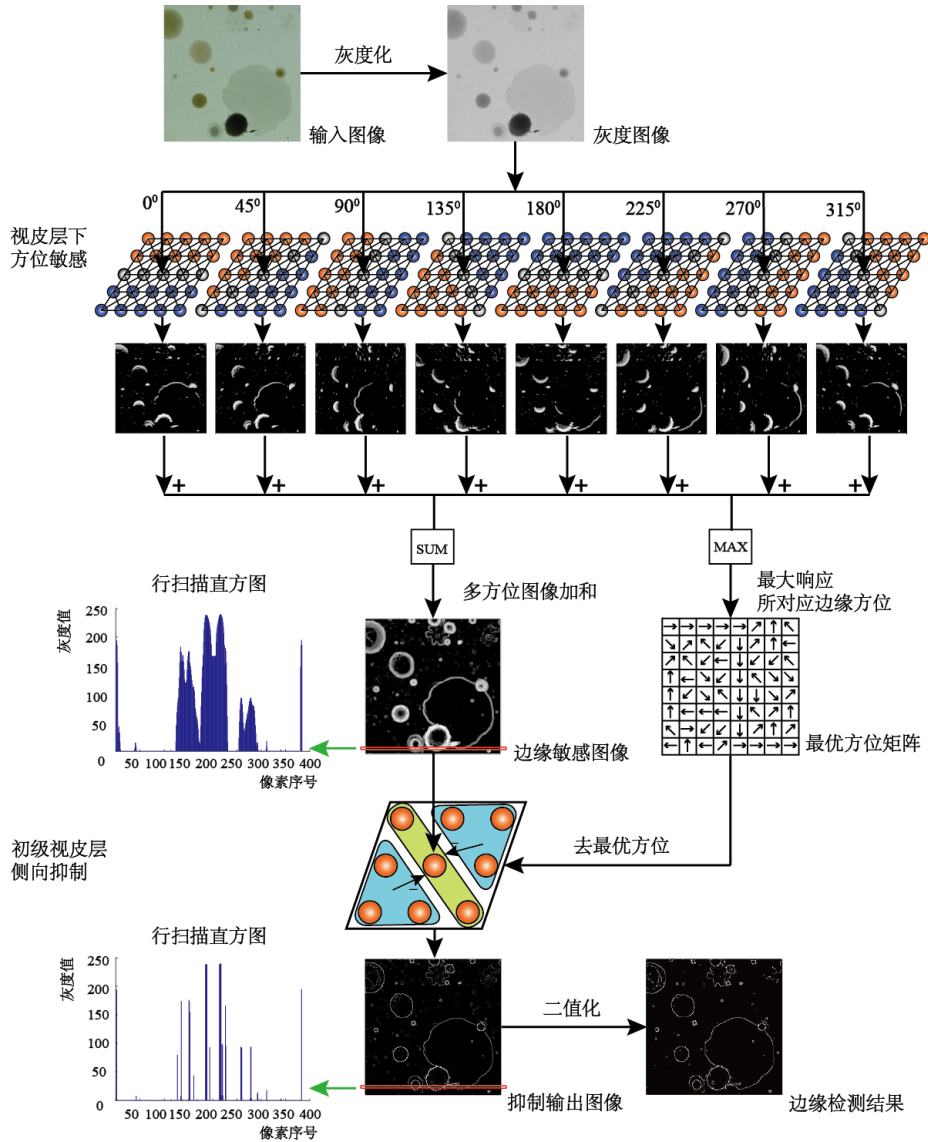 灰度化
输入图像
灰度图像
0⁰ 45⁰ 90⁰ 135⁰ 180⁰ 225⁰ 270⁰ 315⁰
视皮层下
方位敏感
+ + + + + + + +
SUM
MAX
多方位图像加和
最大响应
所对应边缘方位
行扫描直方图
灰度值
250
200
150
100
50
0
50 100 150 200 250 300 350 400
像素序号
边缘敏感图像
→ → → → → ↗ ↑ ↖
↘ ↗ ↖ ↙ ↓ ↗ ↑ ←
↗ ↖ ↙ ← ↓ ↙ ↙ ↖
↑ ← ↘ ↙ ↓ ↖ ↘ ↘
↑ ↙ ↘ ↖ ↓ ↓ ↘ ↗
↑ ← ← ← ↓ ↖ ↗ ↑
↘ ← ↙ ↙ ↓ ↗ ↑ ↗
← ↑ ← ↗ → → → →
最优方位矩阵
初级视皮层
侧向抑制
− −
去最优方位
行扫描直方图
灰度值
250
200
150
100
50
0
50 100 150 200 250 300 350 400
像素序号
抑制输出图像
二值化
边缘检测结果